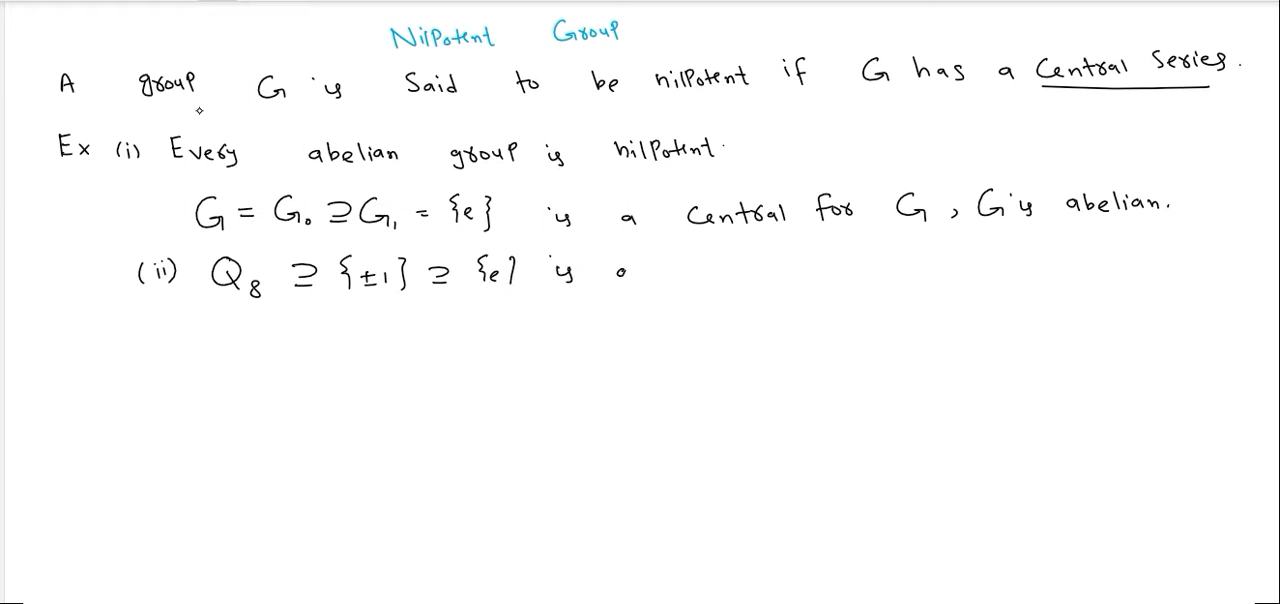 Nilpotent Group
A group G is said to be nilpotent if G has a Central Series.
Ex (i) Every abelian group is nilpotent.
G = G₀ ⊇ G₁ = {e} is a Central for G, G is abelian.
(ii) Q₈ ⊇ {±1} ⊇ {e} is a